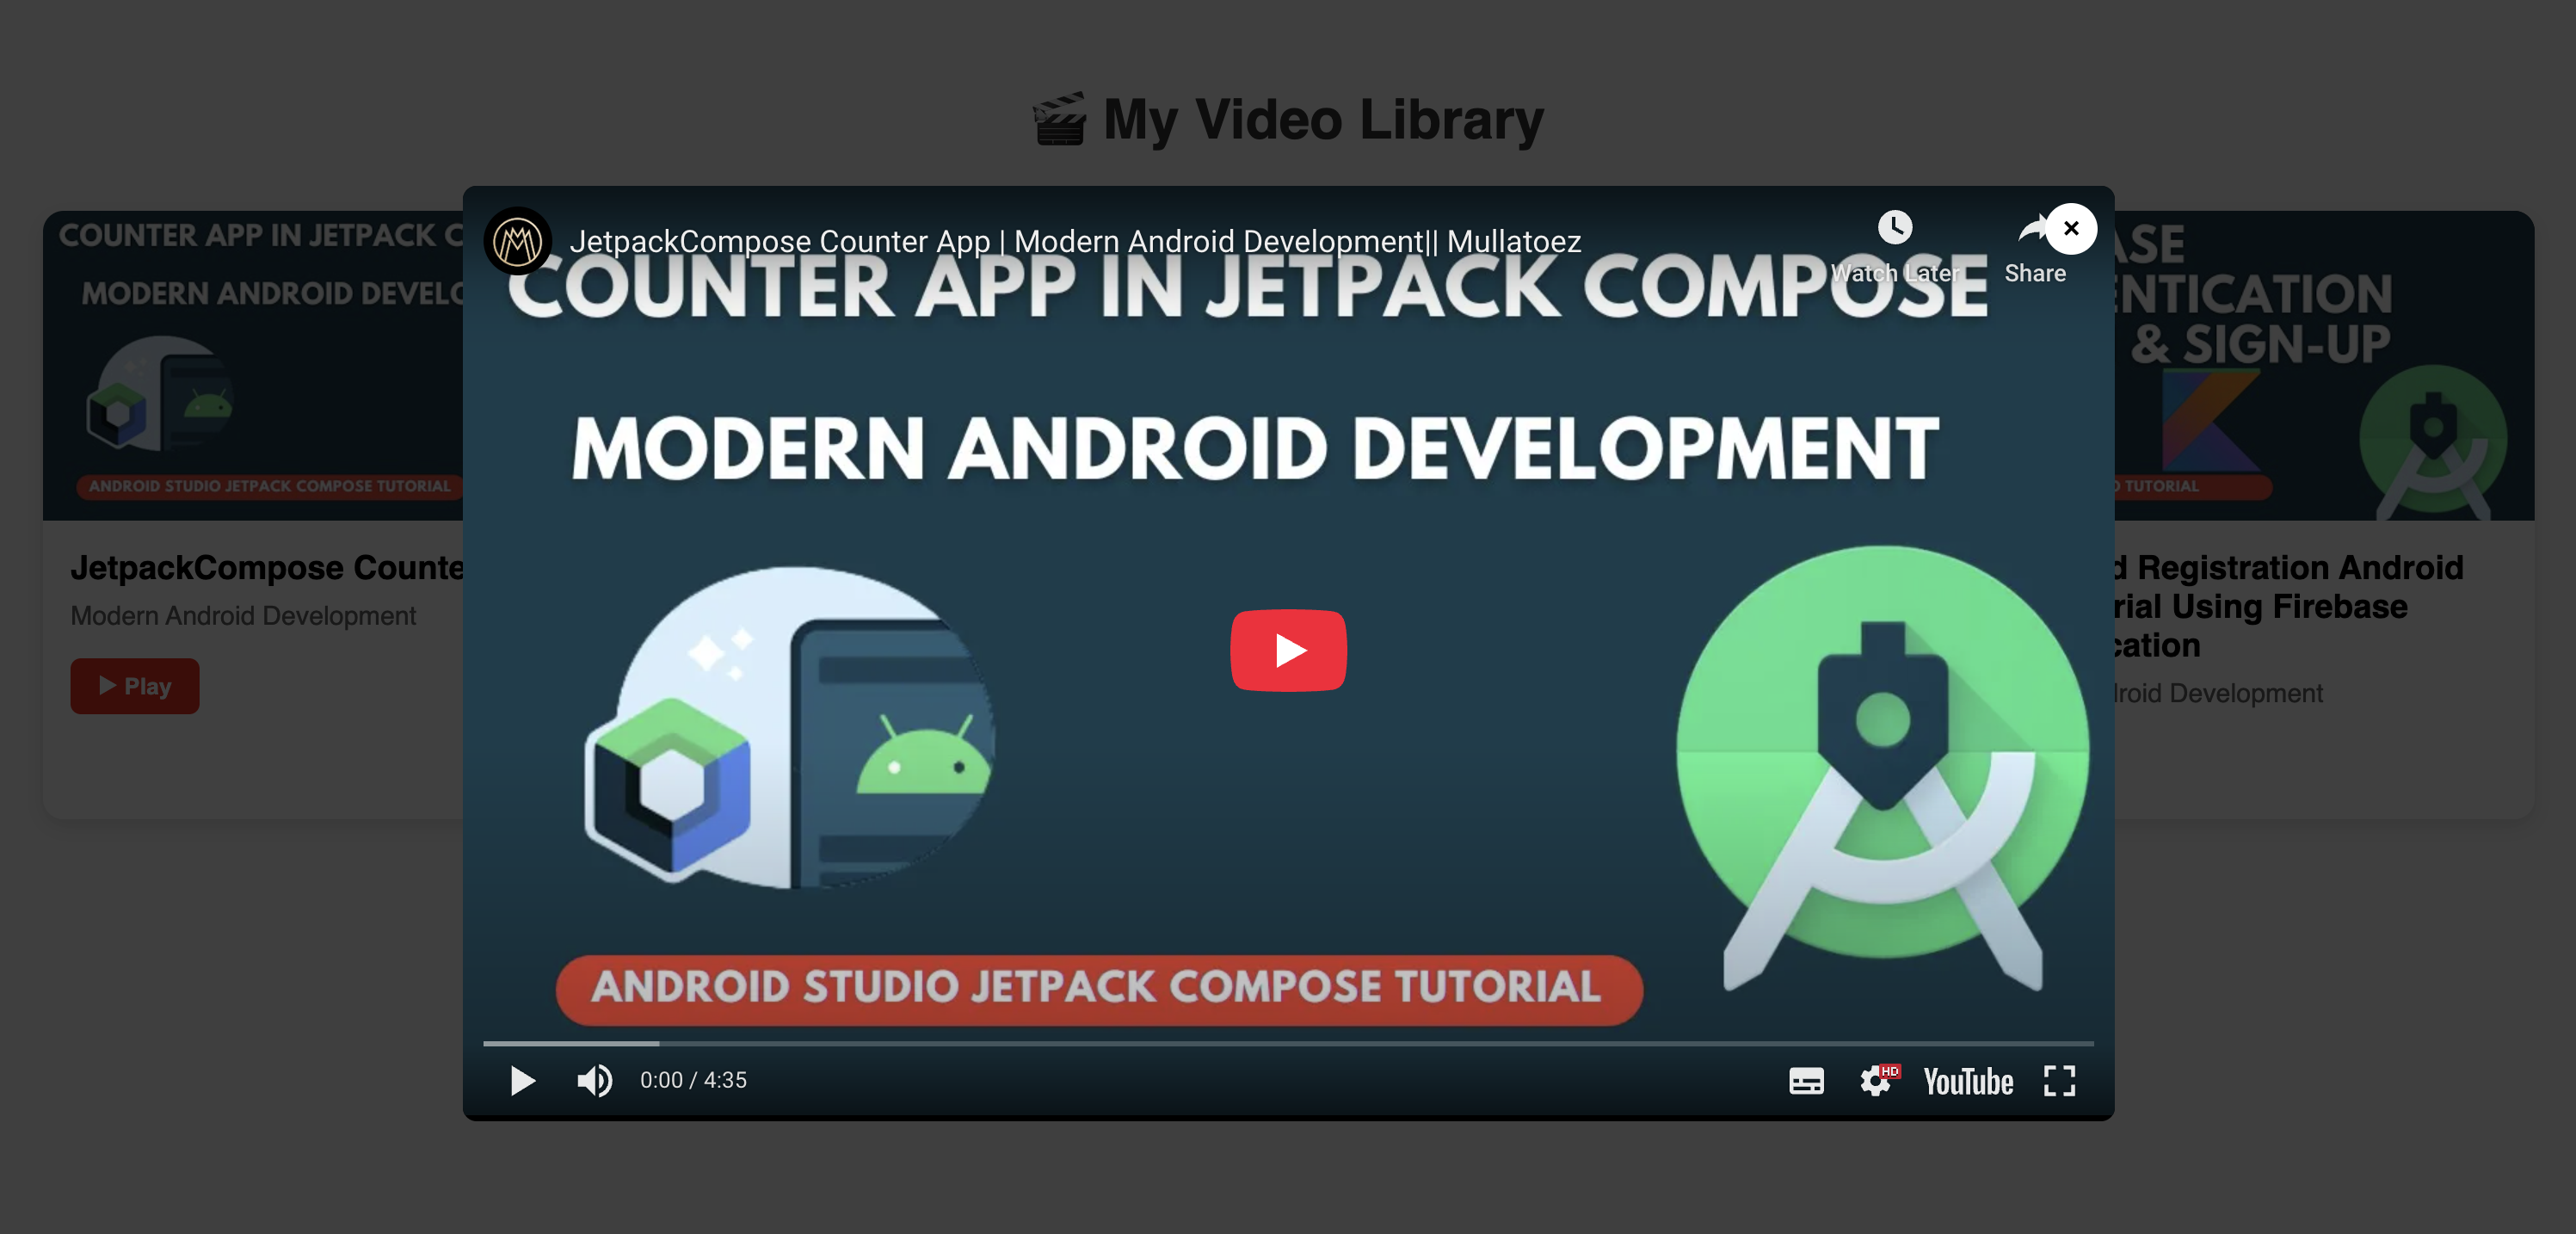 🎬 My Video Library
COUNTER APP IN JETPACK C
MODERN ANDROID DEVELO
ANDROID STUDIO JETPACK COMPOSE TUTORIAL
JetpackCompose Counte
Modern Android Development
▶ Play
JetpackCompose Counter App | Modern Android Development|| Mullatoez
Watch Later
Share
×
COUNTER APP IN JETPACK COMPOSE
MODERN ANDROID DEVELOPMENT
ANDROID STUDIO JETPACK COMPOSE TUTORIAL
0:00 / 4:35
HD
YouTube
ASE
NTICATION
& SIGN-UP
TUTORIAL
d Registration Android
rial Using Firebase
cation
roid Development